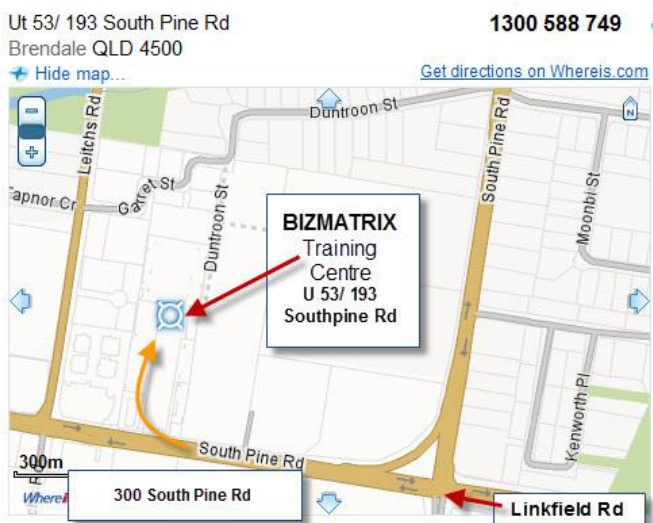 Ut 53/ 193 South Pine Rd
1300 588 749
Brendale QLD 4500
Hide map...
Get directions on Whereis.com
Duntroon St
N
Leitchs Rd
South Pine Rd
Moonbi St
Garret St
Duntroon St
BIZMATRIX
Training
Centre
U 53/ 193
Southpine Rd
Kenworth Pl
South Pine Rd
300m
300 South Pine Rd
Linkfield Rd